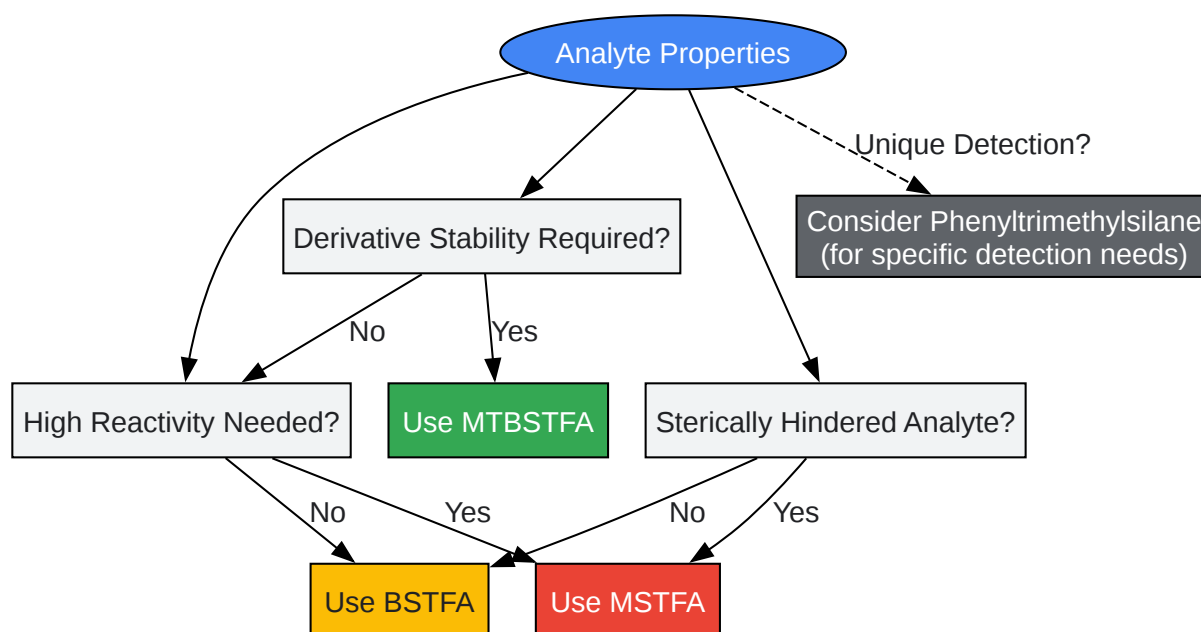 Analyte Properties
Unique Detection?
Derivative Stability Required?
Consider Phenyltrimethylsilane
(for specific detection needs)
No
Yes
High Reactivity Needed?
Use MTBSTFA
Sterically Hindered Analyte?
No
Yes
No
Yes
Use BSTFA
Use MSTFA